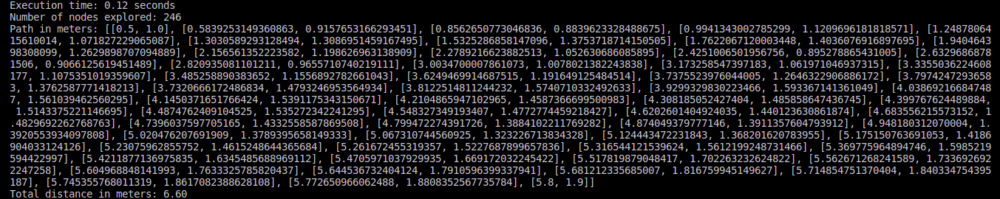 Execution time: 0.12 seconds
Number of nodes explored: 246
Path in meters: [[0.5, 1.0], [0.5839253149360863, 0.9157653166293451], [0.8562650773046836, 0.8839623328488675], [0.9941343002785299, 1.1209696181818571], [1.24878064
15610014, 1.0718272229065087], [1.3030589293128494, 1.3086951459167495], [1.5325286858147096, 1.3753718714150505], [1.7622067120003448, 1.4036076916897695], [1.9404643
98308099, 1.2629898707094889], [2.156561352223582, 1.198626963138909], [2.2789216623882513, 1.052630686085895], [2.4251006501956756, 0.895278865431005], [2.6329686878
1506, 0.9066125619451489], [2.820935081101211, 0.9655710740219111], [3.0034700007861073, 1.0078021382243838], [3.173258547397183, 1.061971046937315], [3.3355036224608
177, 1.1075351019359607], [3.485258890383652, 1.1556892782661043], [3.6249469914687515, 1.191649125484514], [3.7375523976044005, 1.2646322906886172], [3.7974247293658
3, 1.3762587771418213], [3.7320666172486834, 1.4793246953564934], [3.8122514811244232, 1.5740710332492633], [3.9299329830223466, 1.593367141361049], [4.03869216684748
7, 1.561039462560295], [4.1450371651766424, 1.5391175343150671], [4.2104865947102965, 1.4587366699500983], [4.308185052427404, 1.485858647436745], [4.399767624489884,
 1.5143375221146695], [4.4874762409104525, 1.535272342241295], [4.548327349193407, 1.4772774459218427], [4.6202601404924035, 1.440123630861874], [4.683556215573152, 1
.4829692262768763], [4.7396037597705165, 1.4332558587869508], [4.799472274391726, 1.3884102211769282], [4.874049379777146, 1.3911357604793912], [4.948180312070004, 1.
3920553934097808], [5.020476207691909, 1.3789395658149333], [5.067310744560925, 1.323226713834328], [5.124443472231843, 1.368201620783955], [5.175150763691053, 1.4186
904033124126], [5.23075962855752, 1.4615248644365684], [5.261672455319357, 1.5227687899657836], [5.316544121539624, 1.5612199248731466], [5.369775964894746, 1.5985219
594422997], [5.4211877136975835, 1.6345485688969112], [5.4705971037929935, 1.669172032245422], [5.517819879048417, 1.702263232624822], [5.562671268241589, 1.733692692
2247258], [5.604968848141993, 1.7633325785820437], [5.644536732404124, 1.7910596399337941], [5.681212335685007, 1.816759945149627], [5.714854751370404, 1.840334754395
187], [5.745355768011319, 1.8617082388628108], [5.772650966062488, 1.8808352567735784], [5.8, 1.9]]
Total distance in meters: 6.60